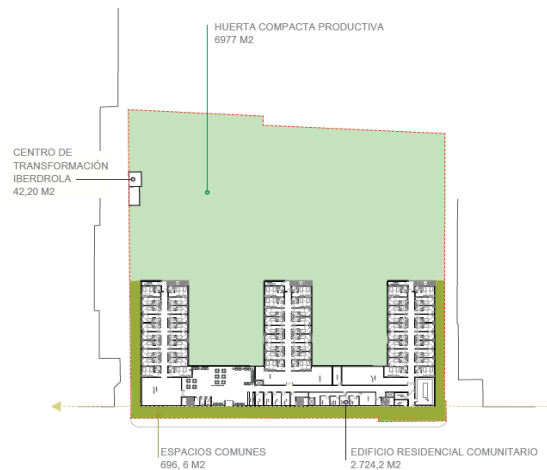 HUERTA COMPACTA PRODUCTIVA
6977 M2
CENTRO DE
TRANSFORMACIÓN
IBERDROLA
42,20 M2
ESPACIOS COMUNES
696, 6 M2
EDIFICIO RESIDENCIAL COMUNITARIO
2.724,2 M2